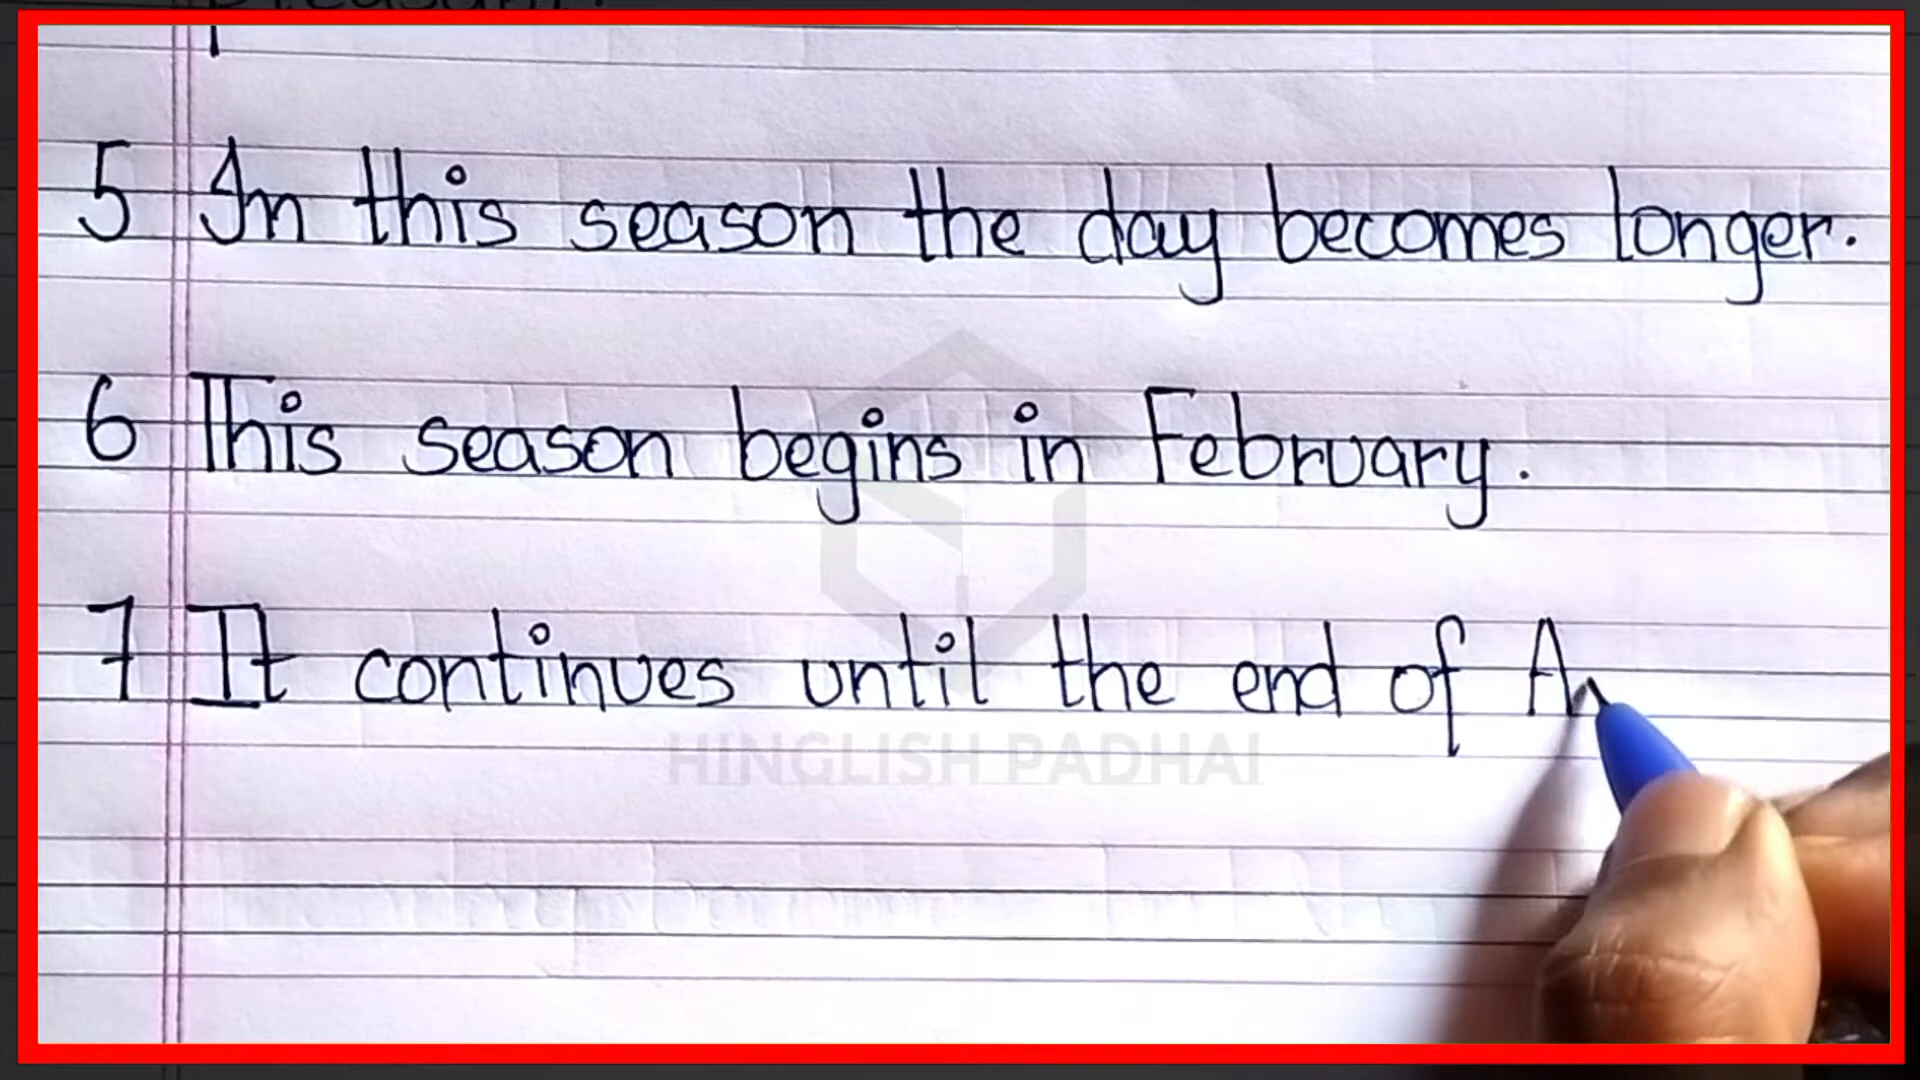 5 In this season the day becomes longer.
6 This season begins in February.
7 It continues until the end of A
HINGLISH PADHAI